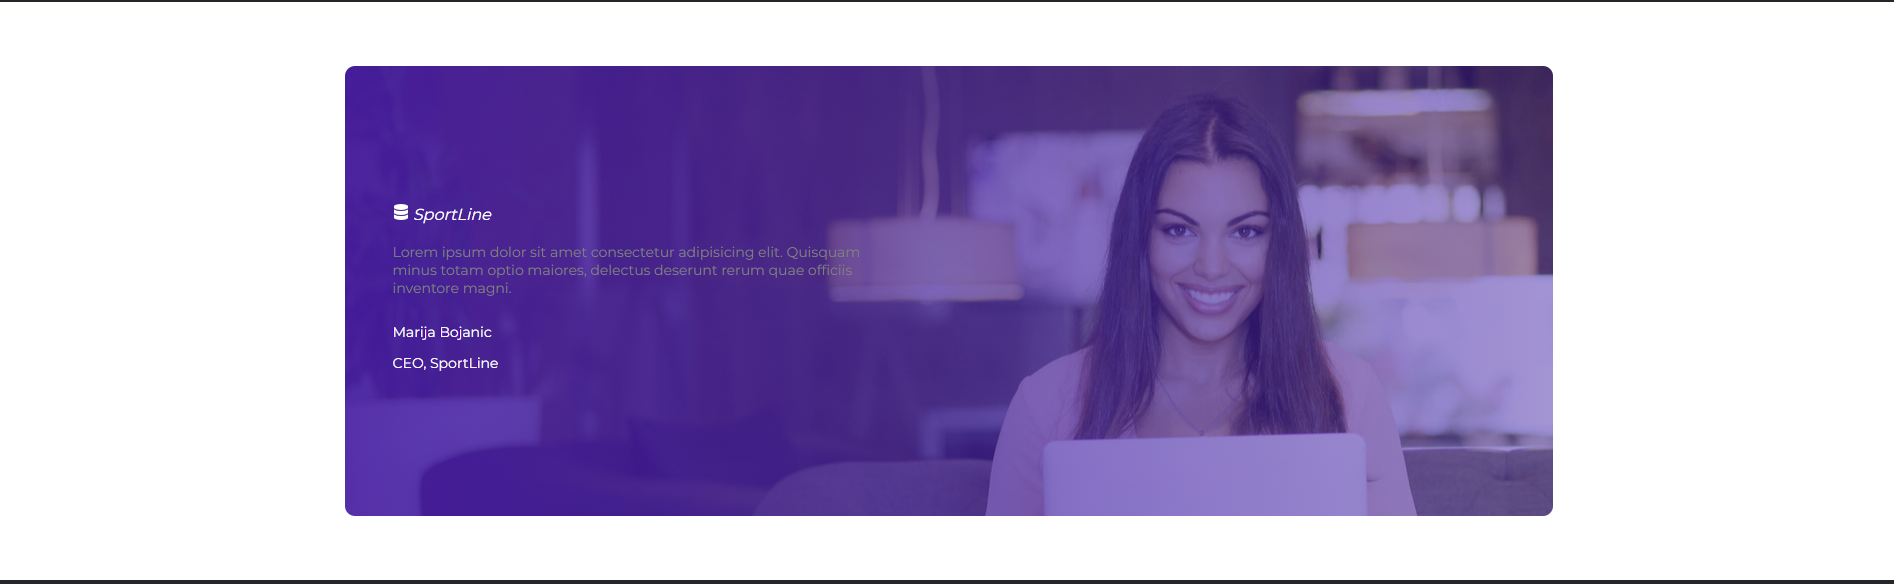 SportLine
Lorem ipsum dolor sit amet consectetur adipisicing elit. Quisquam
minus totam optio maiores, delectus deserunt rerum quae officiis
inventore magni.
Marija Bojanic
CEO, SportLine